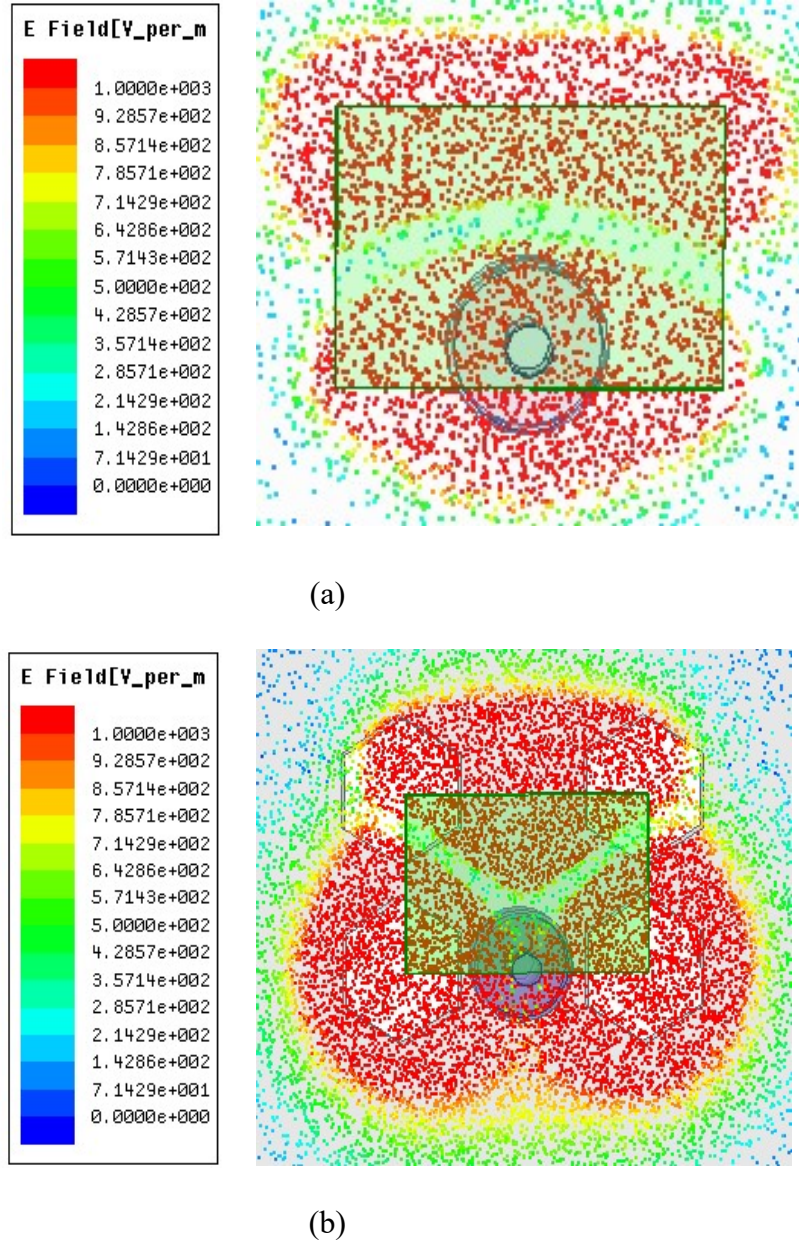 E Field[V_per_m
1.0000e+003
9.2857e+002
8.5714e+002
7.8571e+002
7.1429e+002
6.4286e+002
5.7143e+002
5.0000e+002
4.2857e+002
3.5714e+002
2.8571e+002
2.1429e+002
1.4286e+002
7.1429e+001
0.0000e+000
(a)
E Field[V_per_m
1.0000e+003
9.2857e+002
8.5714e+002
7.8571e+002
7.1429e+002
6.4286e+002
5.7143e+002
5.0000e+002
4.2857e+002
3.5714e+002
2.8571e+002
2.1429e+002
1.4286e+002
7.1429e+001
0.0000e+000
(b)